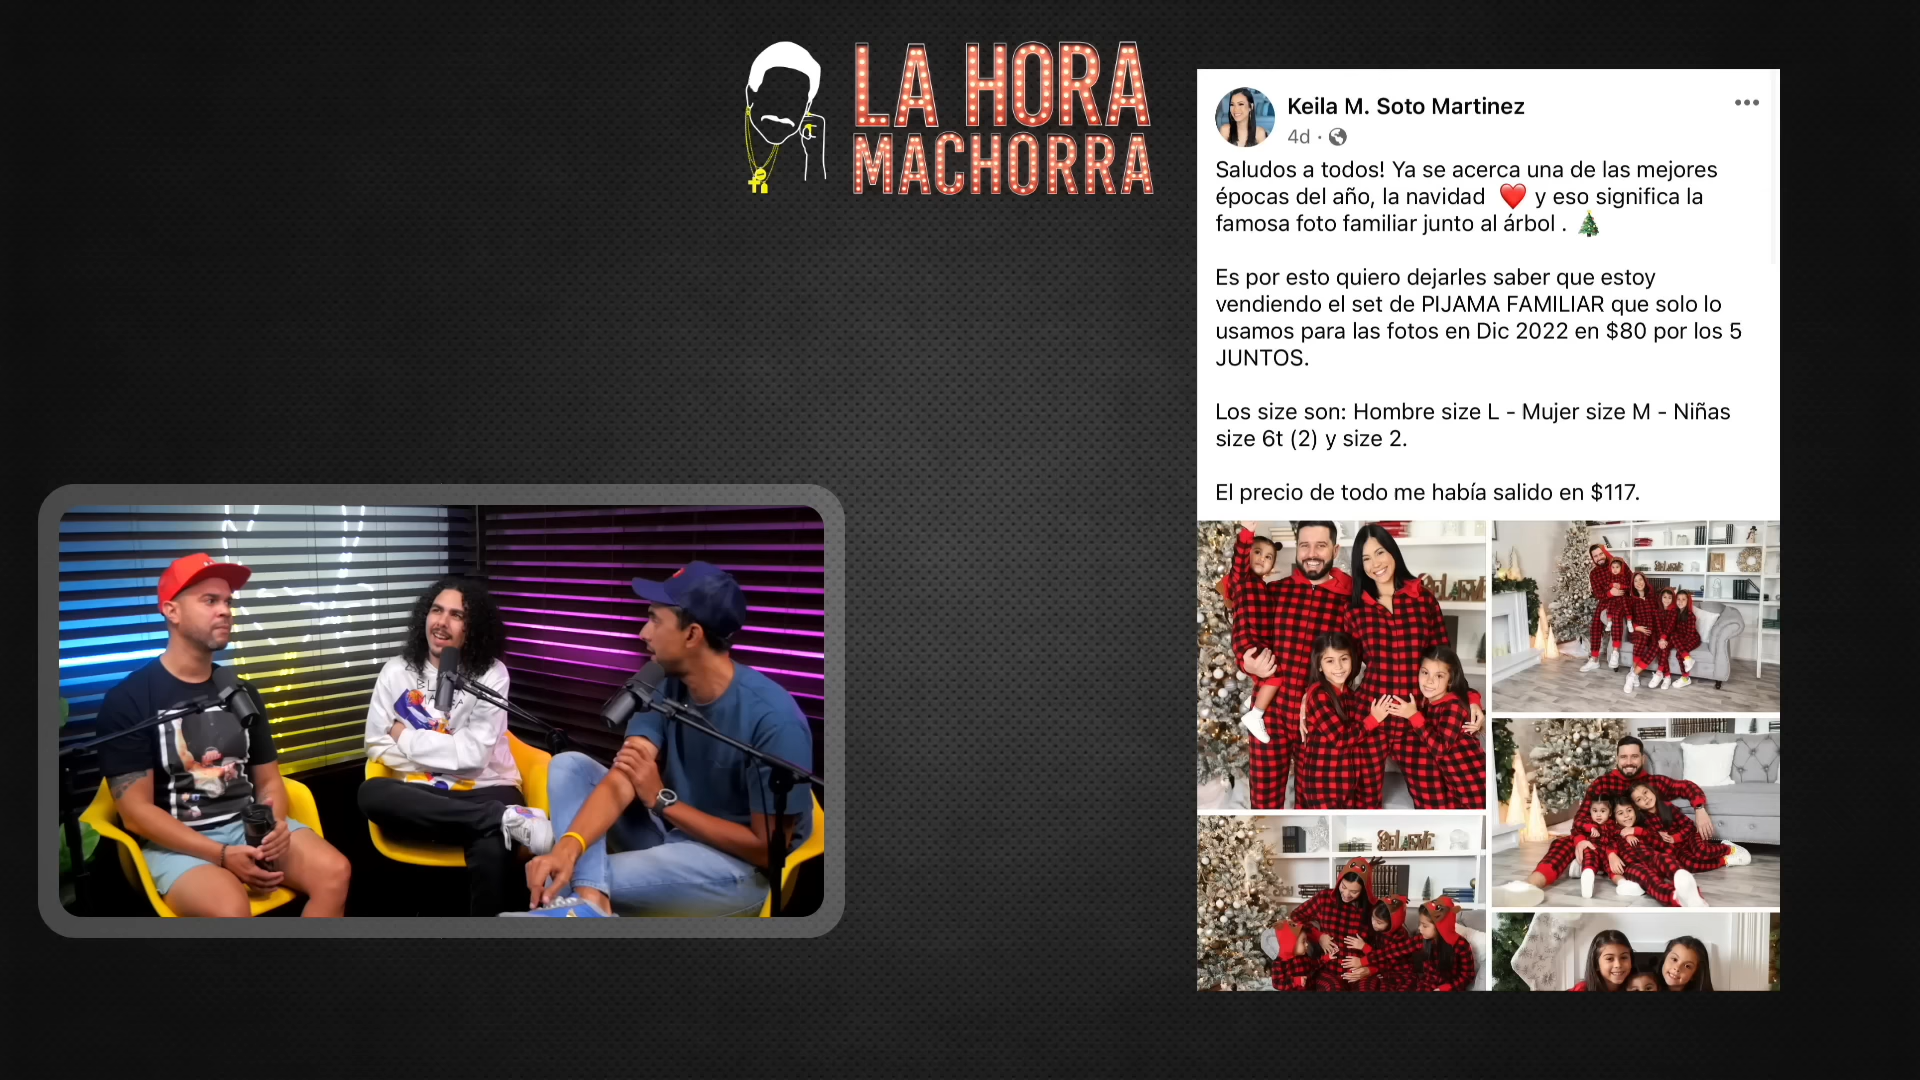 LA HORA
MACHORRA
Keila M. Soto Martinez
4d ·
Saludos a todos! Ya se acerca una de las mejores
épocas del año, la navidad ❤️ y eso significa la
famosa foto familiar junto al árbol . 🎄
Es por esto quiero dejarles saber que estoy
vendiendo el set de PIJAMA FAMILIAR que solo lo
usamos para las fotos en Dic 2022 en $80 por los 5
JUNTOS.
Los size son: Hombre size L - Mujer size M - Niñas
size 6t (2) y size 2.
El precio de todo me había salido en $117.
BELIEVE